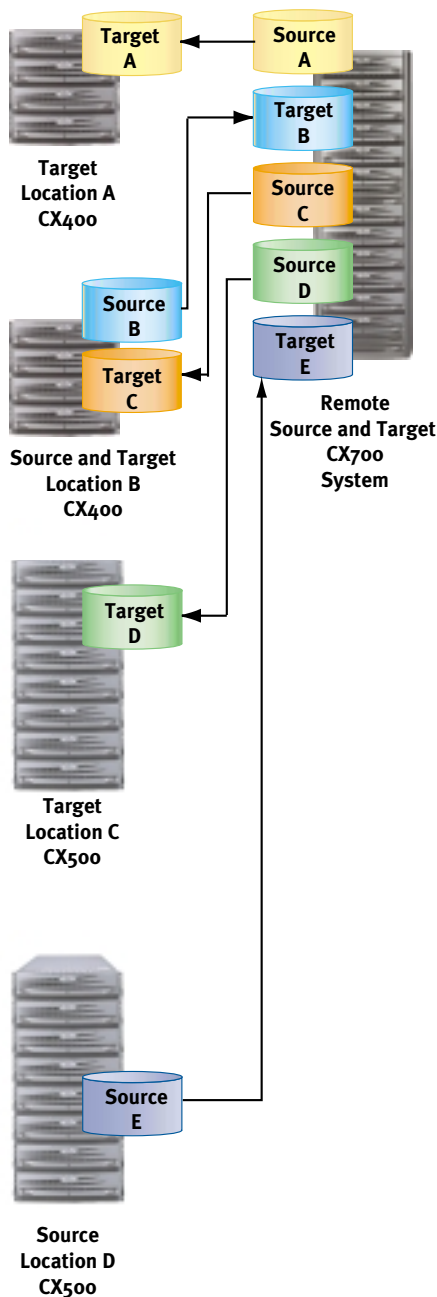 Target
A
Source
A
Target
B
Target
Location A
CX400
Source
C
Source
D
Source
B
Target
C
Target
E
Remote
Source and Target
CX700
System
Source and Target
Location B
CX400
Target
D
Target
Location C
CX500
Source
E
Source
Location D
CX500